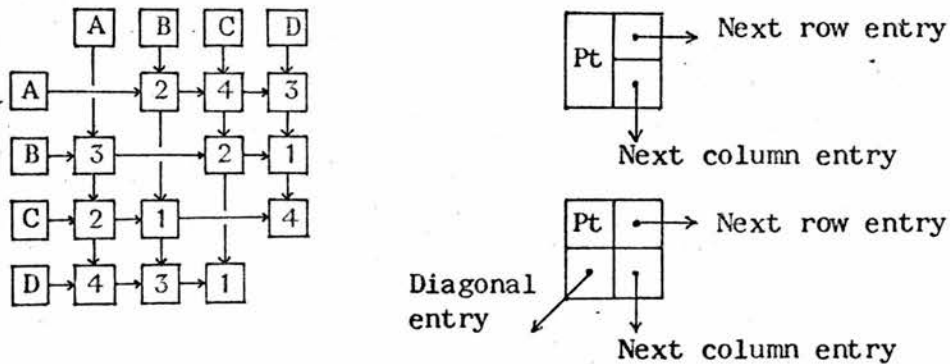 A B C D
A 2 4 3
B 3 2 1
C 2 1 4
D 4 3 1
Pt
Next row entry
Next column entry
Pt
Next row entry
Diagonal
entry
Next column entry